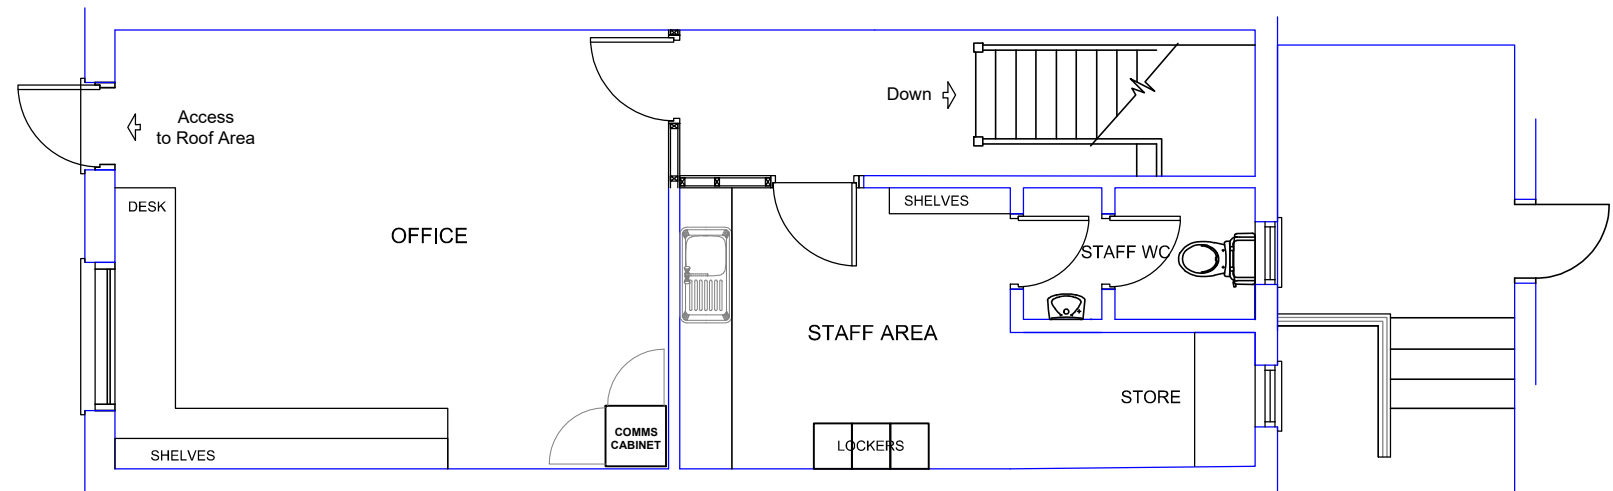 Down
Access
to Roof Area
DESK
SHELVES
OFFICE
STAFF WC
STAFF AREA
STORE
COMMS
CABINET
LOCKERS
SHELVES